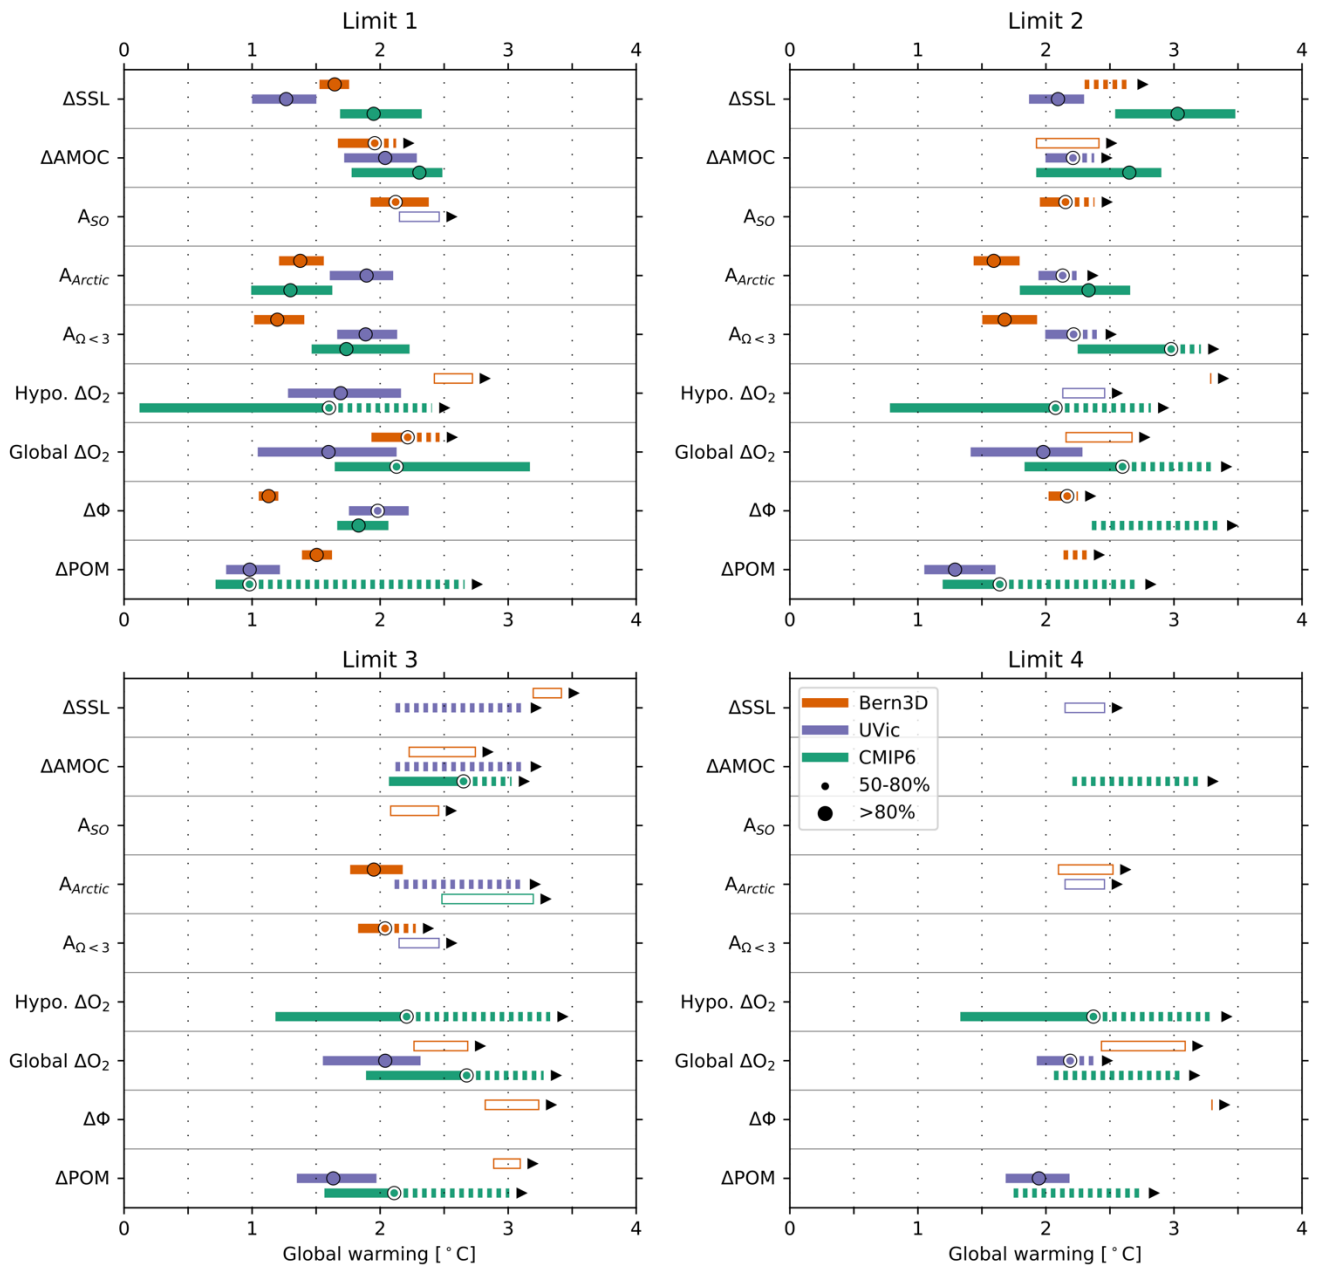 Limit 1
0 1 2 3 4
ΔSSL
ΔAMOC
A_SO
A_Arctic
A_Ω<3
Hypo. ΔO₂
Global ΔO₂
ΔΦ
ΔPOM
0 1 2 3 4
Limit 2
0 1 2 3 4
ΔSSL
ΔAMOC
A_SO
A_Arctic
A_Ω<3
Hypo. ΔO₂
Global ΔO₂
ΔΦ
ΔPOM
0 1 2 3 4
Limit 3
ΔSSL
ΔAMOC
A_SO
A_Arctic
A_Ω<3
Hypo. ΔO₂
Global ΔO₂
ΔΦ
ΔPOM
0 1 2 3 4
Global warming [°C]
Limit 4
Bern3D
UVic
CMIP6
50-80%
>80%
ΔSSL
ΔAMOC
A_SO
A_Arctic
A_Ω<3
Hypo. ΔO₂
Global ΔO₂
ΔΦ
ΔPOM
0 1 2 3 4
Global warming [°C]